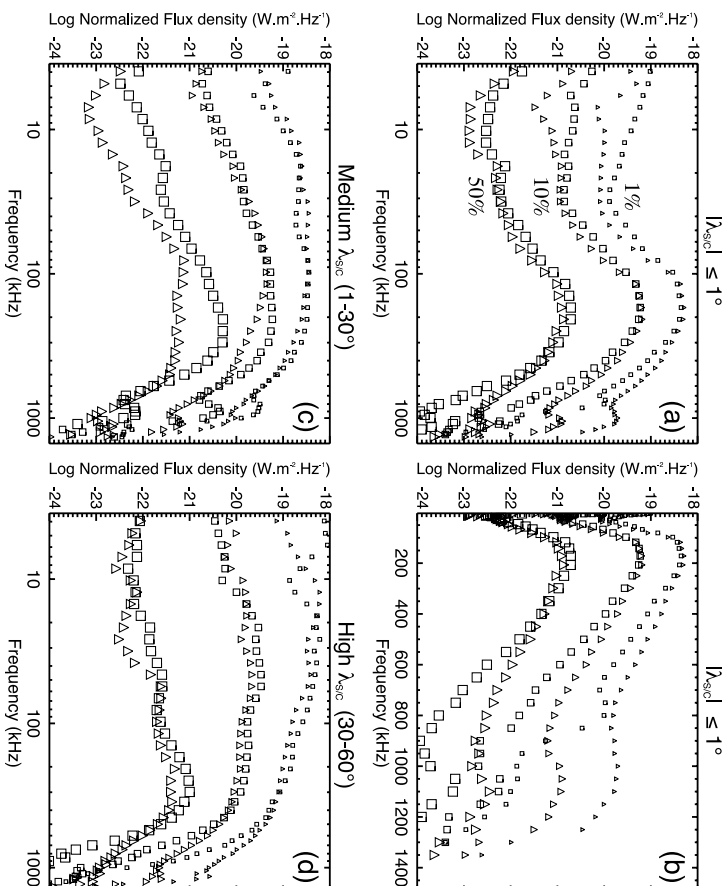 |λS/C| ≤ 1°
(a)
1%
10%
50%
-18
-19
-20
-21
-22
-23
-24
10
100
1000
Frequency (kHz)
Log Normalized Flux density (W.m-2.Hz-1)
|λS/C| ≤ 1°
(b)
-18
-19
-20
-21
-22
-23
-24
200
400
600
800
1000
1200
1400
Frequency (kHz)
Log Normalized Flux density (W.m-2.Hz-1)
Medium λS/C (1-30°)
(c)
-18
-19
-20
-21
-22
-23
-24
10
100
1000
Frequency (kHz)
Log Normalized Flux density (W.m-2.Hz-1)
High λS/C (30-60°)
(d)
-18
-19
-20
-21
-22
-23
-24
10
100
1000
Frequency (kHz)
Log Normalized Flux density (W.m-2.Hz-1)